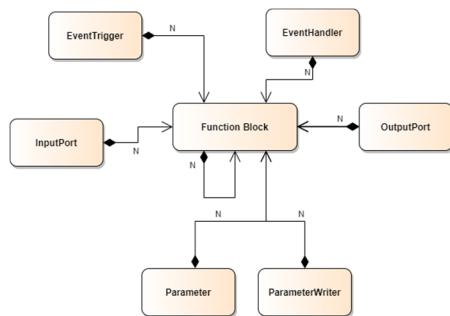 EventTrigger
N
EventHandler
N
Function Block
InputPort
N
N
OutputPort
N
N
N
Parameter
ParameterWriter